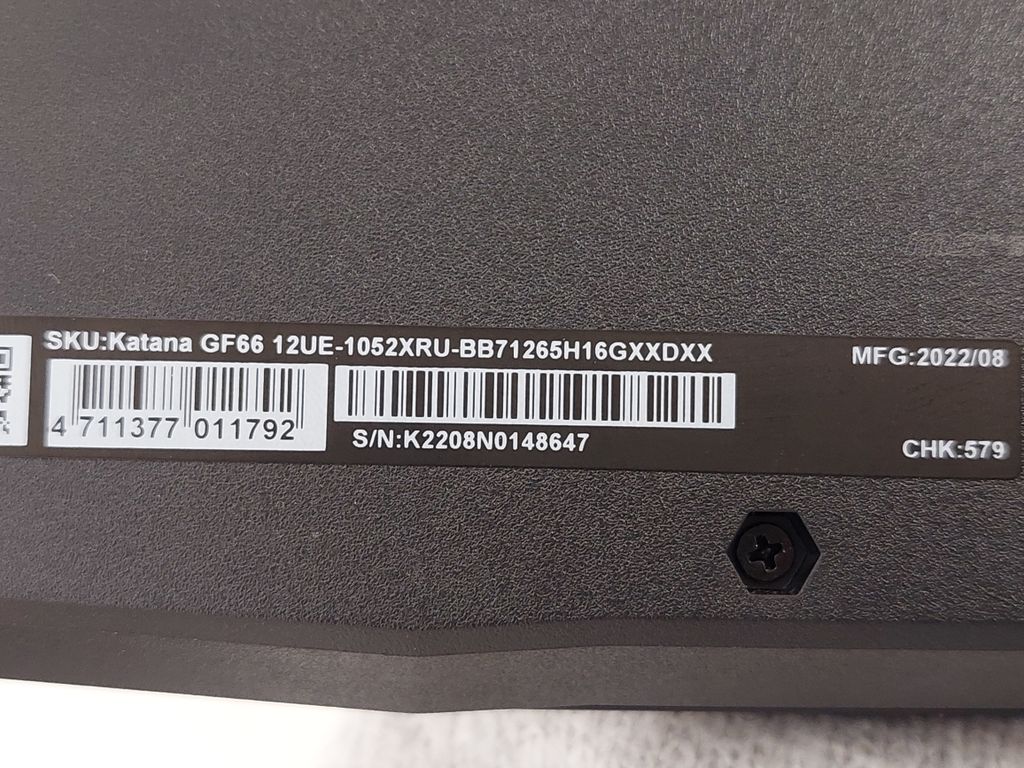 SKU:Katana GF66 12UE-1052XRU-BB71265H16GXXDXX
MFG:2022/08
4 711377 011792
S/N:K2208N0148647
CHK:579